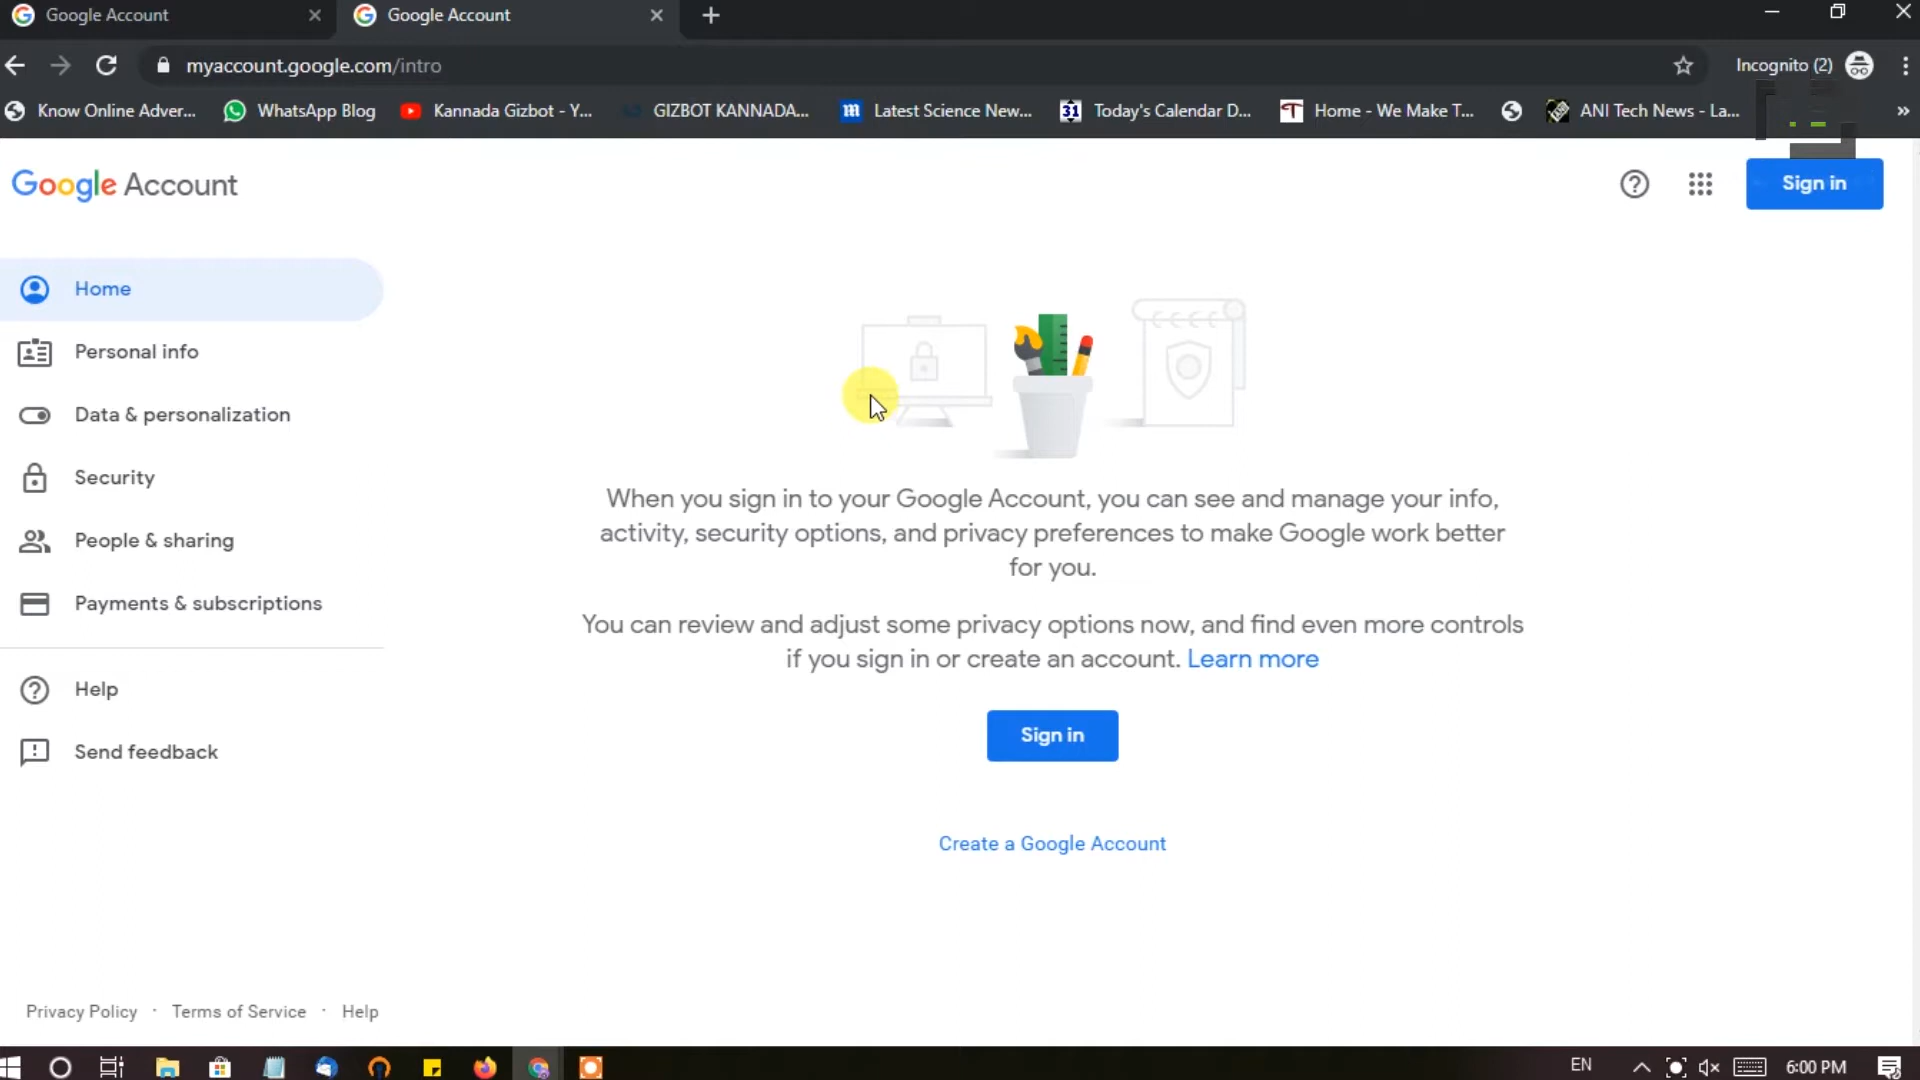 Google Account
Google Account
myaccount.google.com/intro
Incognito (2)
Know Online Adver...
WhatsApp Blog
Kannada Gizbot - Y...
GIZBOT KANNADA...
Latest Science New...
Today's Calendar D...
Home - We Make T...
ANI Tech News - La...
Google Account
Sign in
Home
Personal info
Data & personalization
Security
People & sharing
Payments & subscriptions
Help
Send feedback
When you sign in to your Google Account, you can see and manage your info,
activity, security options, and privacy preferences to make Google work better
for you.
You can review and adjust some privacy options now, and find even more controls
if you sign in or create an account. Learn more
Sign in
Create a Google Account
Privacy Policy · Terms of Service · Help
EN
6:00 PM